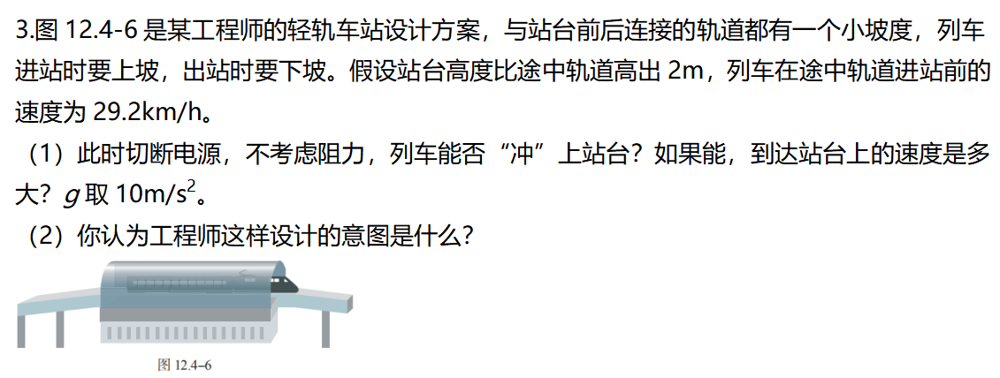 3.图 12.4-6 是某工程师的轻轨车站设计方案，与站台前后连接的轨道都有一个小坡度，列车
进站时要上坡，出站时要下坡。假设站台高度比途中轨道高出 2m，列车在途中轨道进站前的
速度为 29.2km/h。
（1）此时切断电源，不考虑阻力，列车能否“冲”上站台？如果能，到达站台上的速度是多
大？g 取 10m/s²。
（2）你认为工程师这样设计的意图是什么？
图 12.4–6